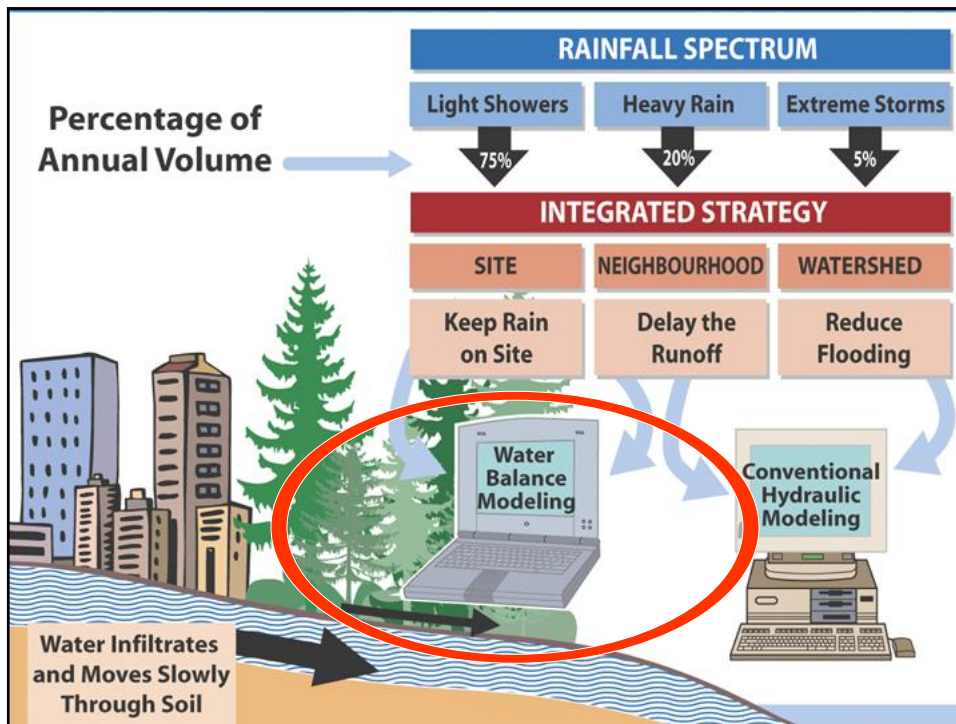 RAINFALL SPECTRUM
Light Showers
Heavy Rain
Extreme Storms
Percentage of
Annual Volume
75%
20%
5%
INTEGRATED STRATEGY
SITE
NEIGHBOURHOOD
WATERSHED
Keep Rain
on Site
Delay the
Runoff
Reduce
Flooding
Water
Balance
Modeling
Conventional
Hydraulic
Modeling
Water Infiltrates
and Moves Slowly
Through Soil